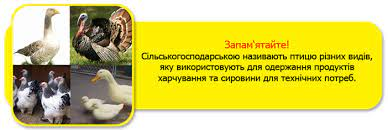 Запам'ятайте!
Сільськогосподарською називають птицю різних видів,
яку використовують для одержання продуктів
харчування та сировини для технічних потреб.